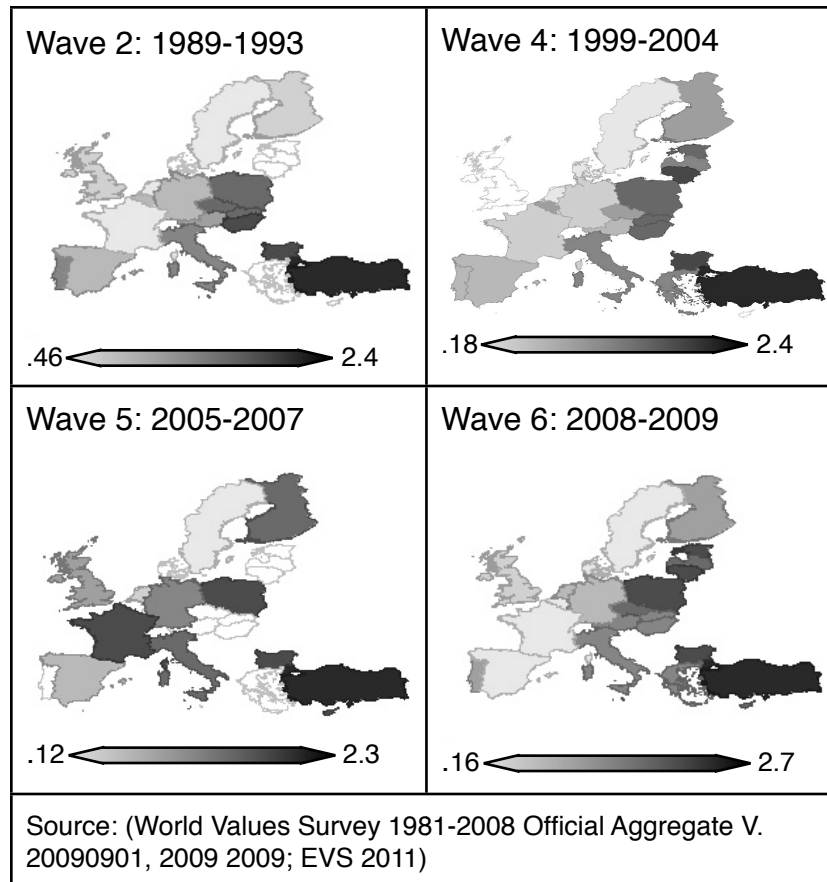 Wave 2: 1989-1993
.46
2.4
Wave 4: 1999-2004
.18
2.4
Wave 5: 2005-2007
.12
2.3
Wave 6: 2008-2009
.16
2.7
Source: (World Values Survey 1981-2008 Official Aggregate V.
20090901, 2009 2009; EVS 2011)